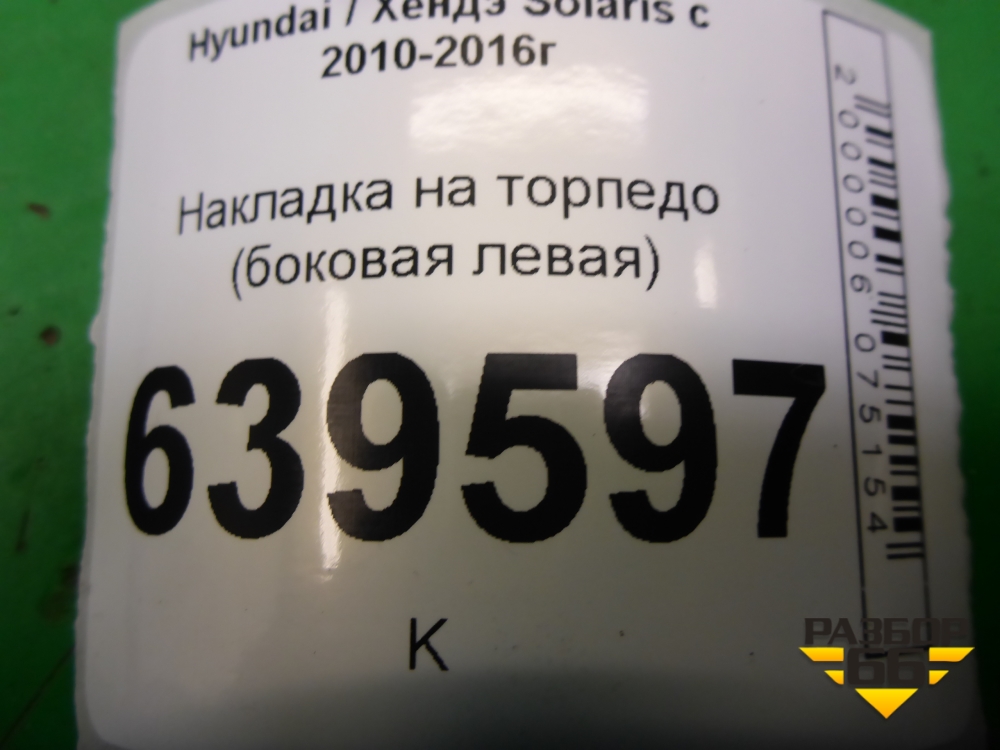 Hyundai / Хендэ Solaris с
2010-2016г
Накладка на торпедо
(боковая левая)
639597
К
2000006075154
РАЗБОР
66